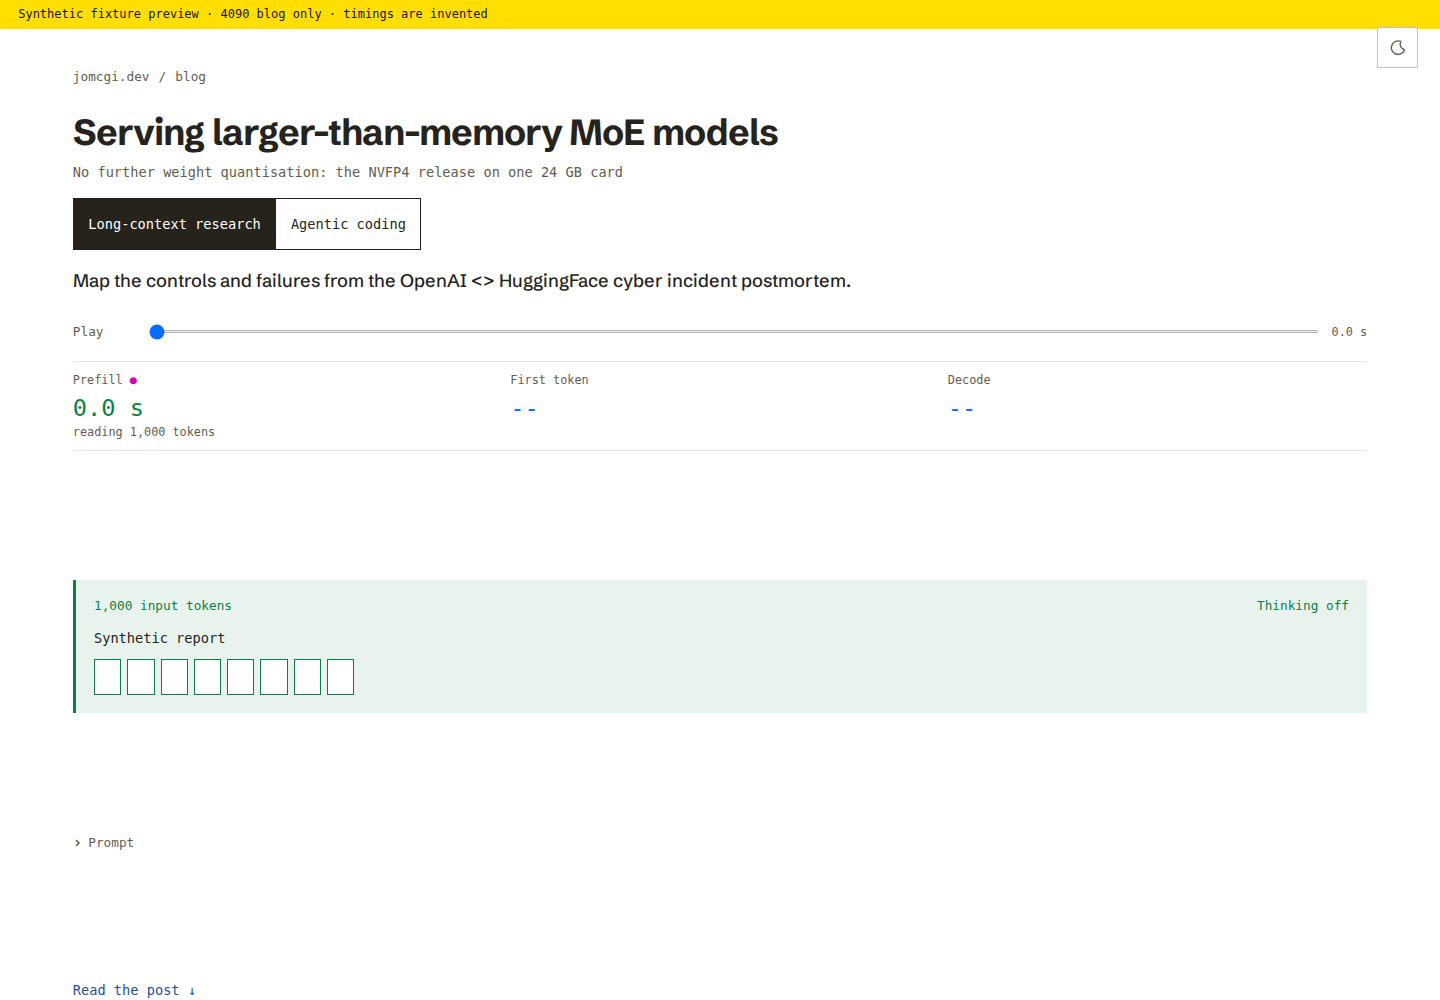 Synthetic fixture preview · 4090 blog only · timings are invented
jomcgi.dev / blog
Serving larger-than-memory MoE models
No further weight quantisation: the NVFP4 release on one 24 GB card
Long-context research Agentic coding
Map the controls and failures from the OpenAI <> HuggingFace cyber incident postmortem.
Play 0.0 s
Prefill ● First token Decode
0.0 s -- --
reading 1,000 tokens
1,000 input tokens Thinking off
Synthetic report
› Prompt
Read the post ↓